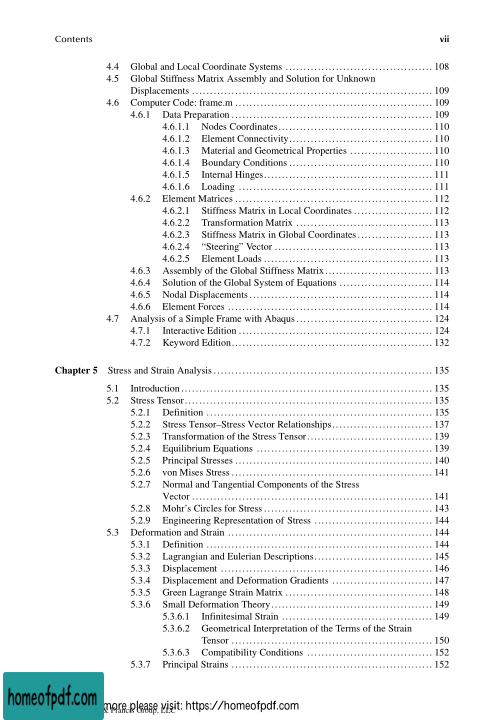 Contents vii
4.4 Global and Local Coordinate Systems ........................................ 108
4.5 Global Stiffness Matrix Assembly and Solution for Unknown
Displacements .................................................................. 109
4.6 Computer Code: frame.m ...................................................... 109
4.6.1 Data Preparation ....................................................... 109
4.6.1.1 Nodes Coordinates .......................................... 110
4.6.1.2 Element Connectivity ....................................... 110
4.6.1.3 Material and Geometrical Properties ...................... 110
4.6.1.4 Boundary Conditions ....................................... 110
4.6.1.5 Internal Hinges .............................................. 111
4.6.1.6 Loading ..................................................... 111
4.6.2 Element Matrices ...................................................... 112
4.6.2.1 Stiffness Matrix in Local Coordinates ..................... 112
4.6.2.2 Transformation Matrix ..................................... 113
4.6.2.3 Stiffness Matrix in Global Coordinates .................... 113
4.6.2.4 “Steering” Vector ........................................... 113
4.6.2.5 Element Loads .............................................. 113
4.6.3 Assembly of the Global Stiffness Matrix ............................. 113
4.6.4 Solution of the Global System of Equations ......................... 114
4.6.5 Nodal Displacements .................................................. 114
4.6.6 Element Forces ........................................................ 114
4.7 Analysis of a Simple Frame with Abaqus ..................................... 124
4.7.1 Interactive Edition ..................................................... 124
4.7.2 Keyword Edition ....................................................... 132
Chapter 5 Stress and Strain Analysis ............................................................ 135
5.1 Introduction ..................................................................... 135
5.2 Stress Tensor .................................................................... 135
5.2.1 Definition .............................................................. 135
5.2.2 Stress Tensor–Stress Vector Relationships ........................... 137
5.2.3 Transformation of the Stress Tensor .................................. 139
5.2.4 Equilibrium Equations ................................................ 139
5.2.5 Principal Stresses ...................................................... 140
5.2.6 von Mises Stress ....................................................... 141
5.2.7 Normal and Tangential Components of the Stress
Vector .................................................................. 141
5.2.8 Mohr’s Circles for Stress .............................................. 143
5.2.9 Engineering Representation of Stress ................................ 144
5.3 Deformation and Strain ........................................................ 144
5.3.1 Definition .............................................................. 144
5.3.2 Lagrangian and Eulerian Descriptions ................................ 145
5.3.3 Displacement .......................................................... 146
5.3.4 Displacement and Deformation Gradients ........................... 147
5.3.5 Green Lagrange Strain Matrix ........................................ 148
5.3.6 Small Deformation Theory ............................................ 149
5.3.6.1 Infinitesimal Strain ......................................... 149
5.3.6.2 Geometrical Interpretation of the Terms of the Strain
Tensor ....................................................... 150
5.3.6.3 Compatibility Conditions .................................. 152
5.3.7 Principal Strains ....................................................... 152
homeofpdf.com
more please visit: https://homeofpdf.com
Francis Group, LLC